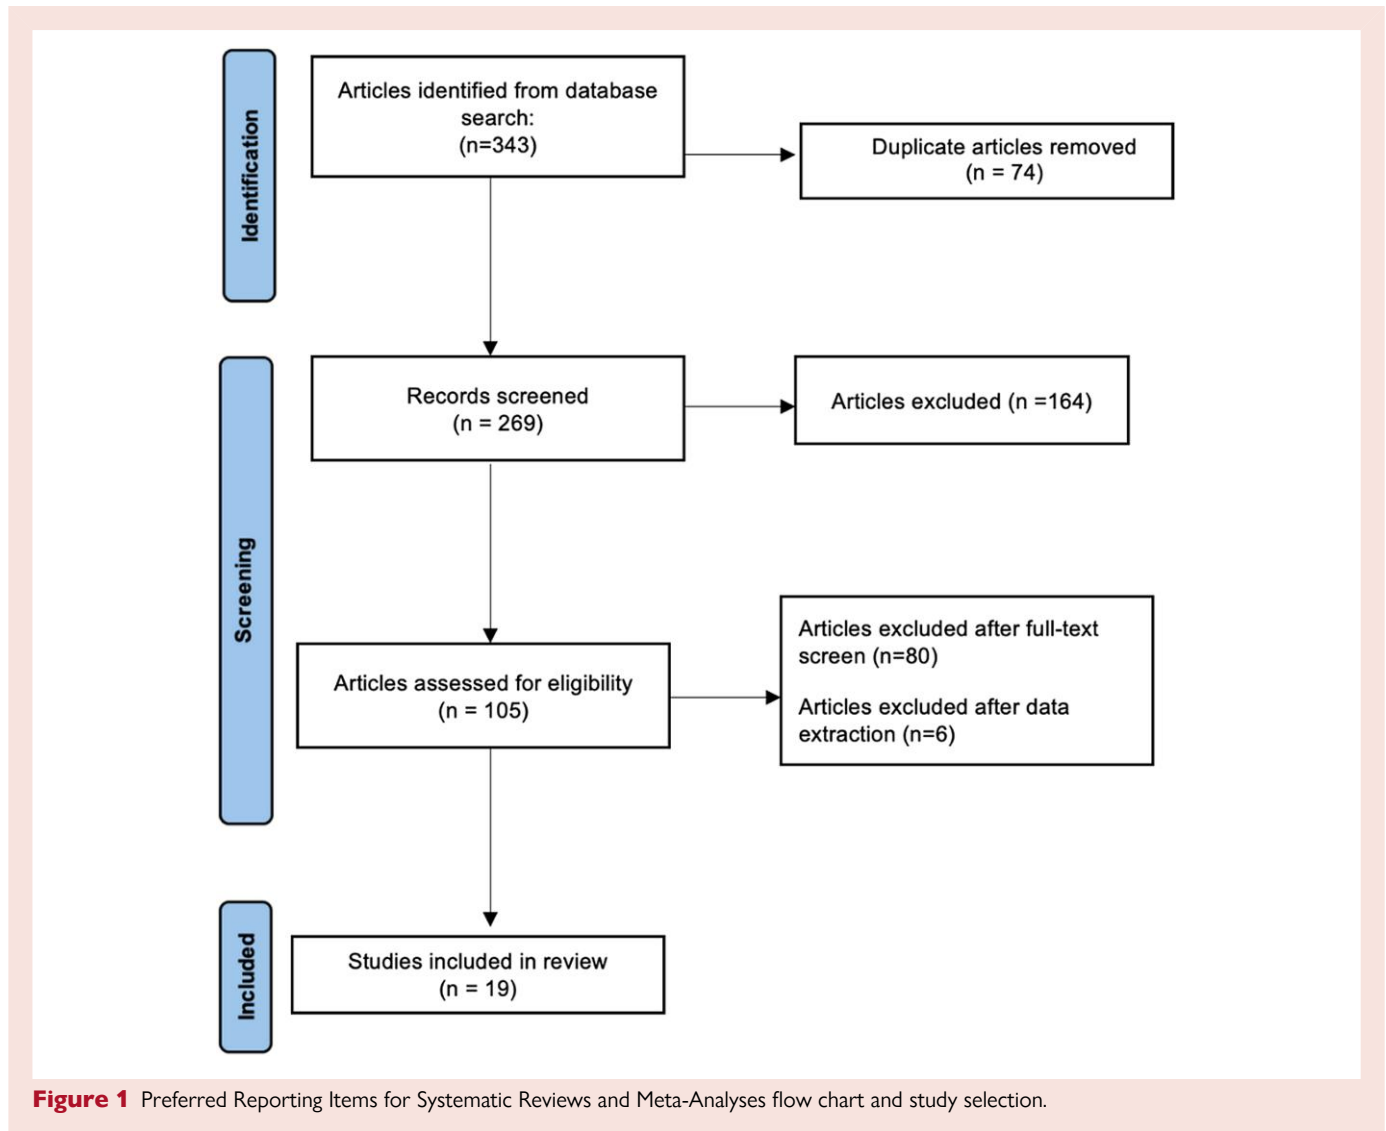 Identification
Articles identified from database
search:
(n=343)
Duplicate articles removed
(n = 74)
Screening
Records screened
(n = 269)
Articles excluded (n =164)
Articles assessed for eligibility
(n = 105)
Articles excluded after full-text
screen (n=80)
Articles excluded after data
extraction (n=6)
Included
Studies included in review
(n = 19)
Figure 1 Preferred Reporting Items for Systematic Reviews and Meta-Analyses flow chart and study selection.